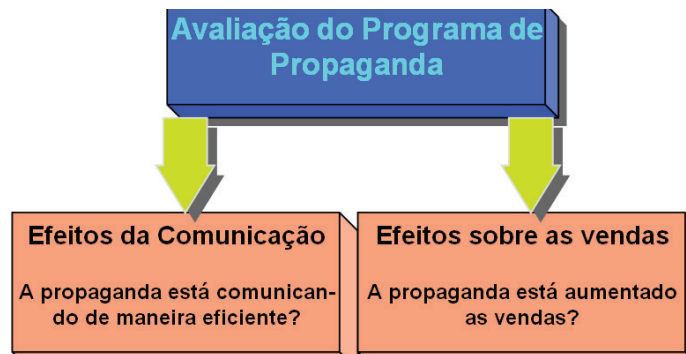 Avaliação do Programa de
Propaganda
Efeitos da Comunicação
A propaganda está comunican-
do de maneira eficiente?
Efeitos sobre as vendas
A propaganda está aumentado
as vendas?